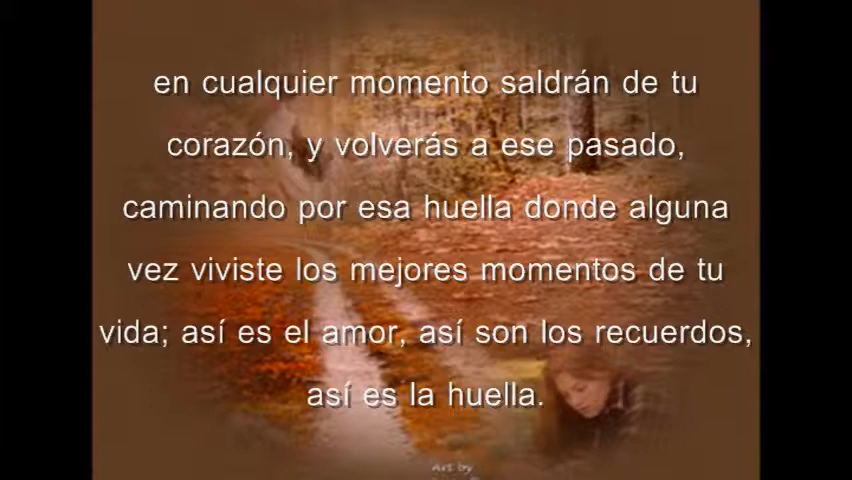 en cualquier momento saldrán de tu
corazón, y volverás a ese pasado,
caminando por esa huella donde alguna
vez viviste los mejores momentos de tu
vida; así es el amor, así son los recuerdos,
así es la huella.
Art by